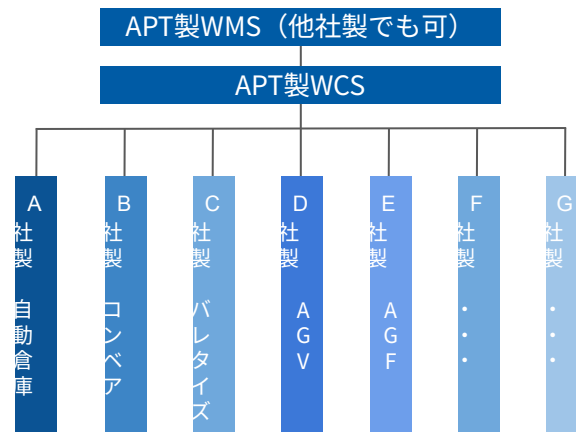 APT製WMS（他社製でも可）
APT製WCS
A社製 自動倉庫
B社製 コンベア
C社製 パレタイズ
D社製 AGV
E社製 AGF
F社製 ・・・
G社製 ・・・